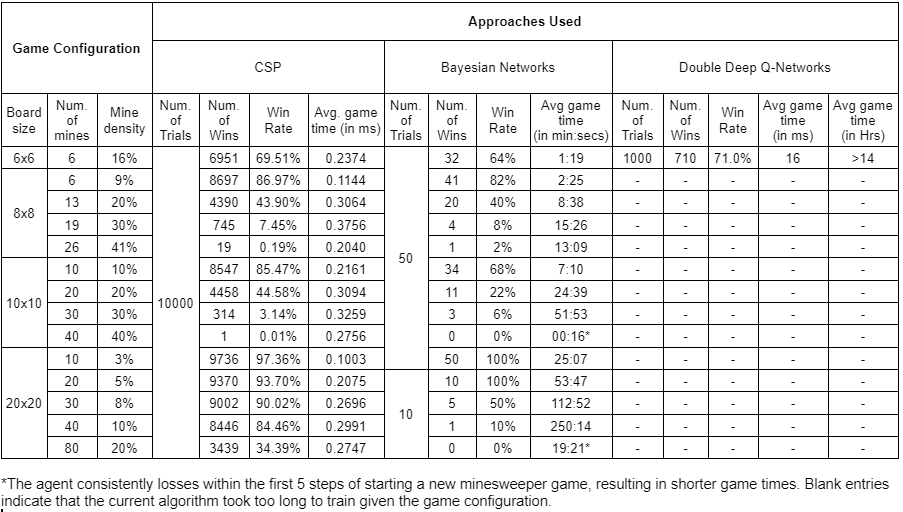 Game Configuration
Approaches Used
CSP
Bayesian Networks
Double Deep Q-Networks
Board size
Num. of mines
Mine density
Num. of Trials
Num. of Wins
Win Rate
Avg. game time (in ms)
Num. of Trials
Num. of Wins
Win Rate
Avg game time (in min:secs)
Num. of Trials
Num. of Wins
Win Rate
Avg game time (in ms)
Avg game time (in Hrs)
6x6 6 16% 10000 6951 69.51% 0.2374 50 32 64% 1:19 1000 710 71.0% 16 >14
8x8 6 9% 8697 86.97% 0.1144 41 82% 2:25 - - - - -
13 20% 4390 43.90% 0.3064 20 40% 8:38 - - - - -
19 30% 745 7.45% 0.3756 4 8% 15:26 - - - - -
26 41% 19 0.19% 0.2040 1 2% 13:09 - - - - -
10x10 10 10% 8547 85.47% 0.2161 34 68% 7:10 - - - - -
20 20% 4458 44.58% 0.3094 11 22% 24:39 - - - - -
30 30% 314 3.14% 0.3259 3 6% 51:53 - - - - -
40 40% 1 0.01% 0.2756 0 0% 00:16* - - - - -
20x20 10 3% 9736 97.36% 0.1003 50 100% 25:07 - - - - -
20 5% 9370 93.70% 0.2075 10 10 100% 53:47 - - - - -
30 8% 9002 90.02% 0.2696 5 50% 112:52 - - - - -
40 10% 8446 84.46% 0.2991 1 10% 250:14 - - - - -
80 20% 3439 34.39% 0.2747 0 0% 19:21* - - - - -
*The agent consistently losses within the first 5 steps of starting a new minesweeper game, resulting in shorter game times. Blank entries
indicate that the current algorithm took too long to train given the game configuration.